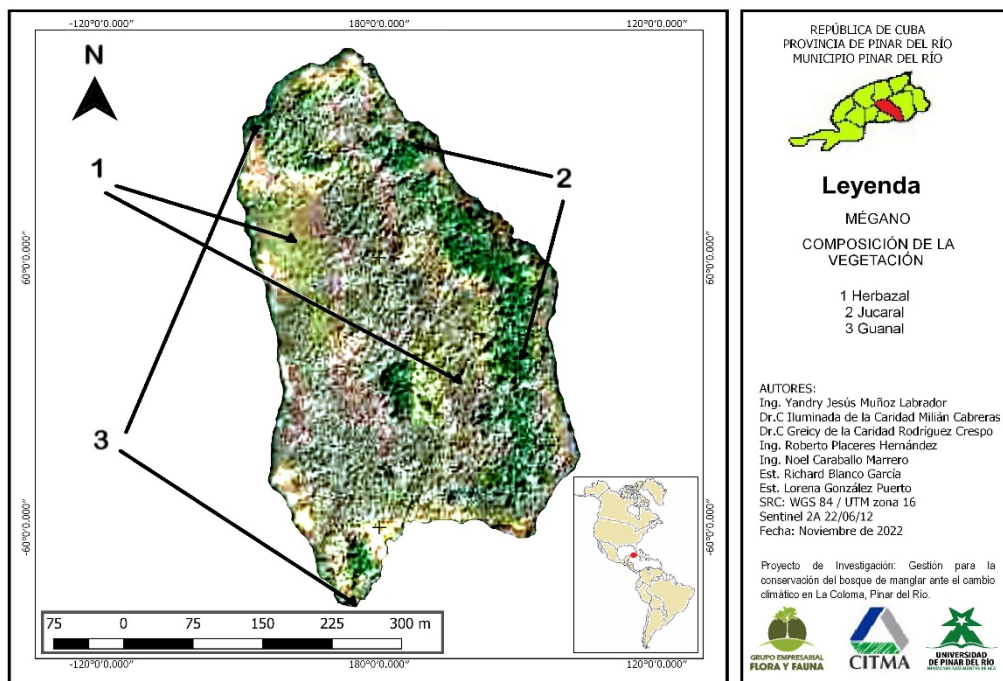 -120°0'0.000"
180°0'0.000"
120°0'0.000"
N
1
2
3
60°0'0.000"
60°0'0.000"
-60°0'0.000"
-60°0'0.000"
75 0 75 150 225 300 m
-120°0'0.000"
180°0'0.000"
120°0'0.000"
REPÚBLICA DE CUBA
PROVINCIA DE PINAR DEL RÍO
MUNICIPIO PINAR DEL RÍO
Leyenda
MÉGANO
COMPOSICIÓN DE LA
VEGETACIÓN
1 Herbazal
2 Jucaral
3 Guanal
AUTORES:
Ing. Yandry Jesús Muñoz Labrador
Dr.C Iluminada de la Caridad Milián Cabreras
Dr.C Greicy de la Caridad Rodríguez Crespo
Ing. Roberto Placeres Hernández
Ing. Noel Caraballo Marrero
Est. Richard Blanco García
Est. Lorena González Puerto
SRC: WGS 84 / UTM zona 16
Sentinel 2A 22/06/12
Fecha: Noviembre de 2022
Proyecto de Investigación: Gestión para la
conservación del bosque de manglar ante el cambio
climático en La Coloma, Pinar del Río.
GRUPO EMPRESARIAL
FLORA Y FAUNA
CITMA
UNIVERSIDAD
DE PINAR DEL RÍO